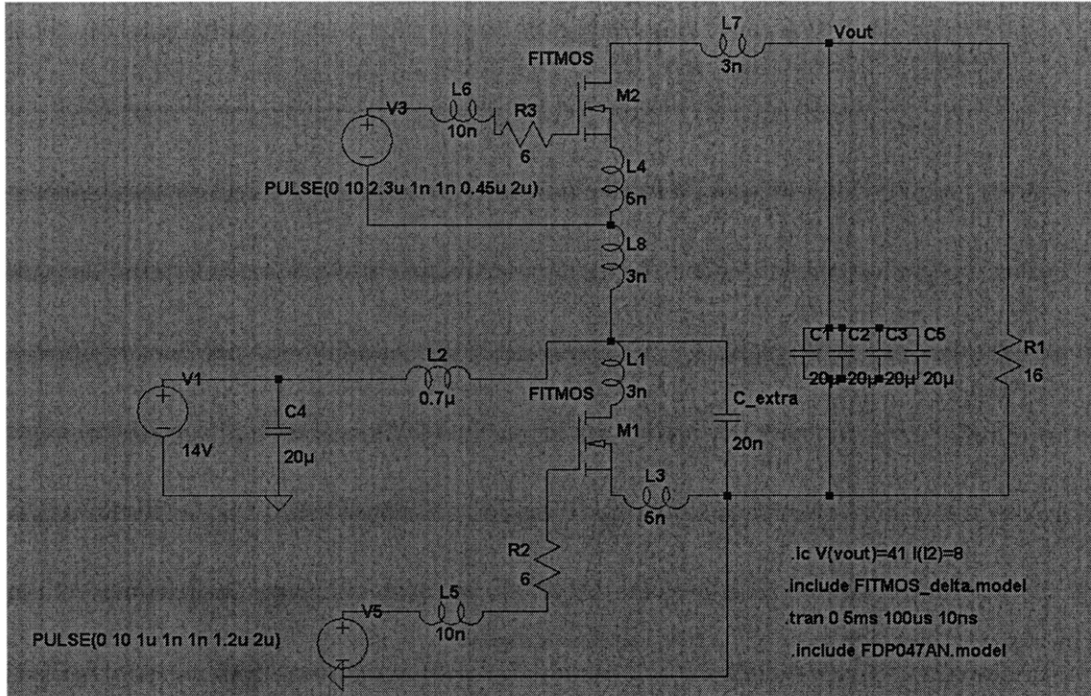 L7
Vout
3n
FITMOS
L6
V3
R3
M2
10n
6
L4
PULSE(0 10 2.3u 1n 1n 0.45u 2u)
5n
L8
3n
L2
L1
C1 C2 C3 C5
R1
V1
0.7µ
FITMOS
3n
20µ 20µ 20µ 20µ
16
C4
C_extra
M1
14V
20µ
20n
L3
5n
R2
6
.ic V(vout)=41 I(l2)=8
.include FITMOS_delta.model
V5
L5
.tran 0 5ms 100us 10ns
PULSE(0 10 1u 1n 1n 1.2u 2u)
10n
.include FDP047AN.model